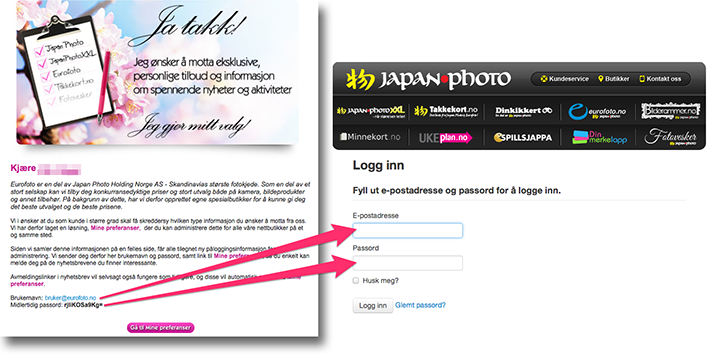 Ja takk!
Jeg ønsker å motta eksklusive,
personlige tilbud og informasjon
om spennende nyheter og aktiviteter
Jeg gjør mitt valg!
Japan Photo
JapanPhotoXXL
Eurofoto
Takkekort.no
Fotovesker
Kjære
Eurofoto er en del av Japan Photo Holding Norge AS - Skandinavias største fotokjede. Som en del av et
stort selskap kan vi tilby deg konkurransedyktige priser og stort utvalg både på kamera, bildeprodukter
og annet tilbehør. På bakgrunn av dette, har vi derfor opprettet egne spesialbutikker for å kunne gi deg
det beste utvalget og de beste prisene.
Vi i ønsker at du som kunde i større grad skal få skreddersy hvilken type informasjon du ønsker å motta fra oss.
Vi har derfor laget en løsning, Mine preferanser, der du kan administrere dette for alle våre nettbutikker på et
og samme sted.
Siden vi samler denne informasjonen på en felles side, får alle tilegnet ny påloggingsinformasjon for
administrering. Vi sender deg derfor her brukernavn og passord, samt link til Mine preferanser du enkelt kan
melde deg på de nyhetsbrevene du finner interessante.
Avmeldingslinker i nyhetsbrev vil selvsagt også fungere som tidligere, og disse vil automatisk
preferanser.
Brukernavn: bruker@eurofoto.no
Midlertidig passord: rjliKOSa9Kg=
Gå til Mine preferanser
JAPAN PHOTO
Kundeservice
Butikker
Kontakt oss
JAPAN PHOTO XXL
Takkekort.no
Dinkikkert
eurofoto.no
Bilderammer.no
Minnekort.no
UKEplan.no
SPILLSJAPPA
Din merkelapp
Fotovesker
Logg inn
Fyll ut e-postadresse og passord for å logge inn.
E-postadresse
Passord
Husk meg?
Logg inn
Glemt passord?